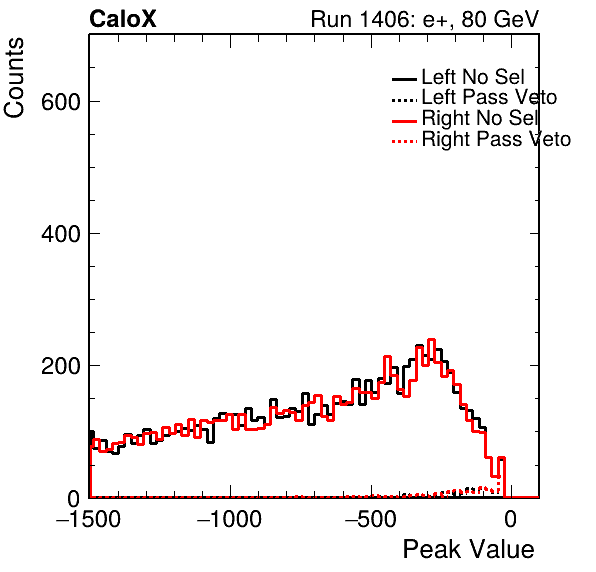 CaloX Run 1406: e+, 80 GeV
Counts
Left No Sel
Left Pass Veto
Right No Sel
Right Pass Veto
600
400
200
0
−1500 −1000 −500 0
Peak Value